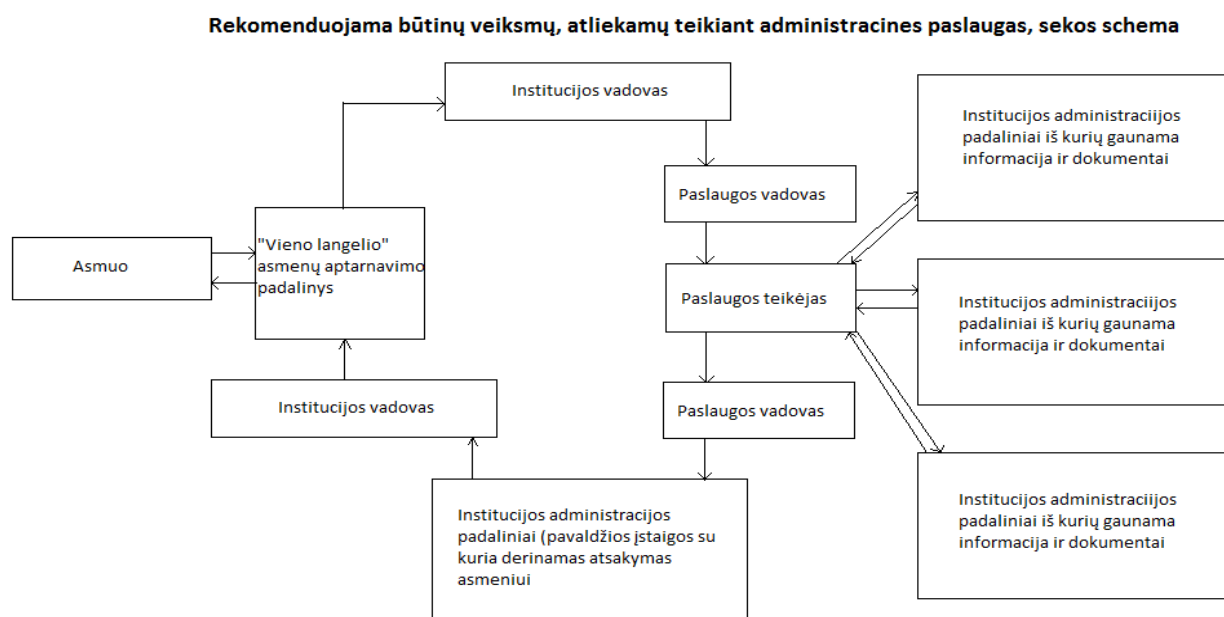 Rekomenduojama būtinų veiksmų, atliekamų teikiant administracines paslaugas, sekos schema
Institucijos vadovas
Institucijos administraciijos
padaliniai iš kurių gaunama
informacija ir dokumentai
Paslaugos vadovas
"Vieno langelio"
asmenų aptarnavimo
padalinys
Asmuo
Paslaugos teikėjas
Institucijos administraciijos
padaliniai iš kurių gaunama
informacija ir dokumentai
Institucijos vadovas
Paslaugos vadovas
Institucijos administracijos
padaliniai (pavaldžios įstaigos su
kuria derinamas atsakymas
asmeniui
Institucijos administraciijos
padaliniai iš kurių gaunama
informacija ir dokumentai